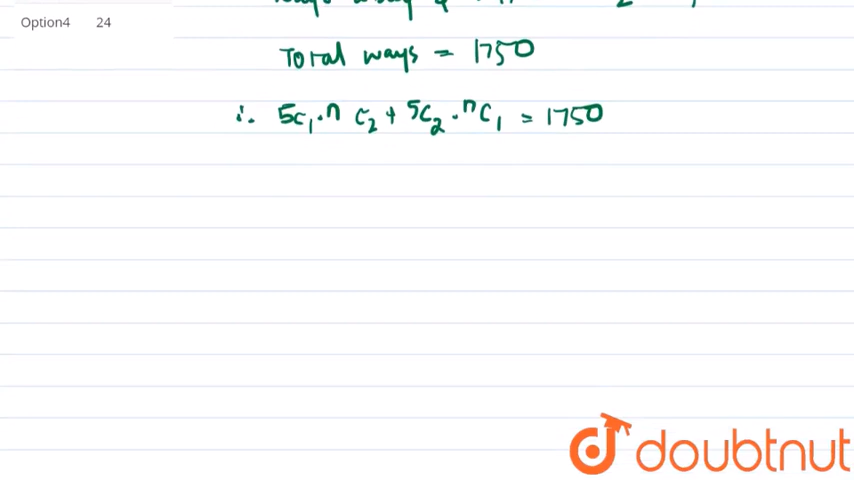 Option4 24
Total ways = 1750
∴ 5C₁.ⁿC₂ + ⁵C₂.ⁿC₁ = 1750
doubtnut